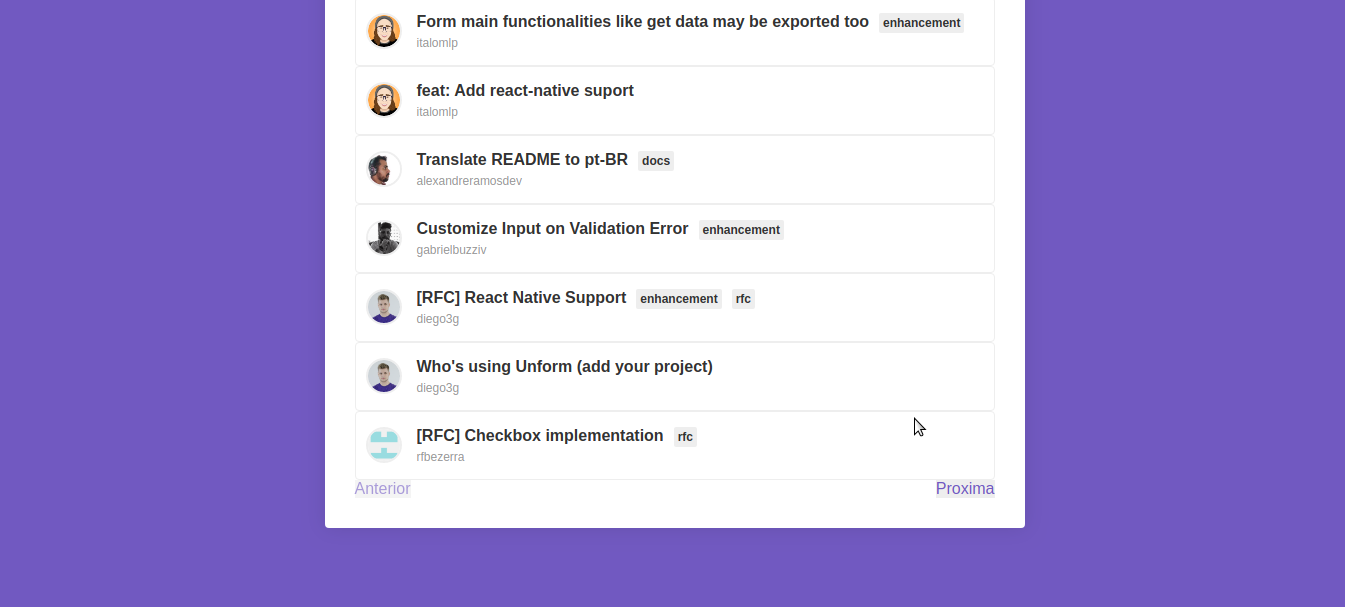 Form main functionalities like get data may be exported too enhancement
italomlp
feat: Add react-native suport
italomlp
Translate README to pt-BR docs
alexandreramosdev
Customize Input on Validation Error enhancement
gabrielbuzziv
[RFC] React Native Support enhancement rfc
diego3g
Who's using Unform (add your project)
diego3g
[RFC] Checkbox implementation rfc
rfbezerra
Anterior Proxima